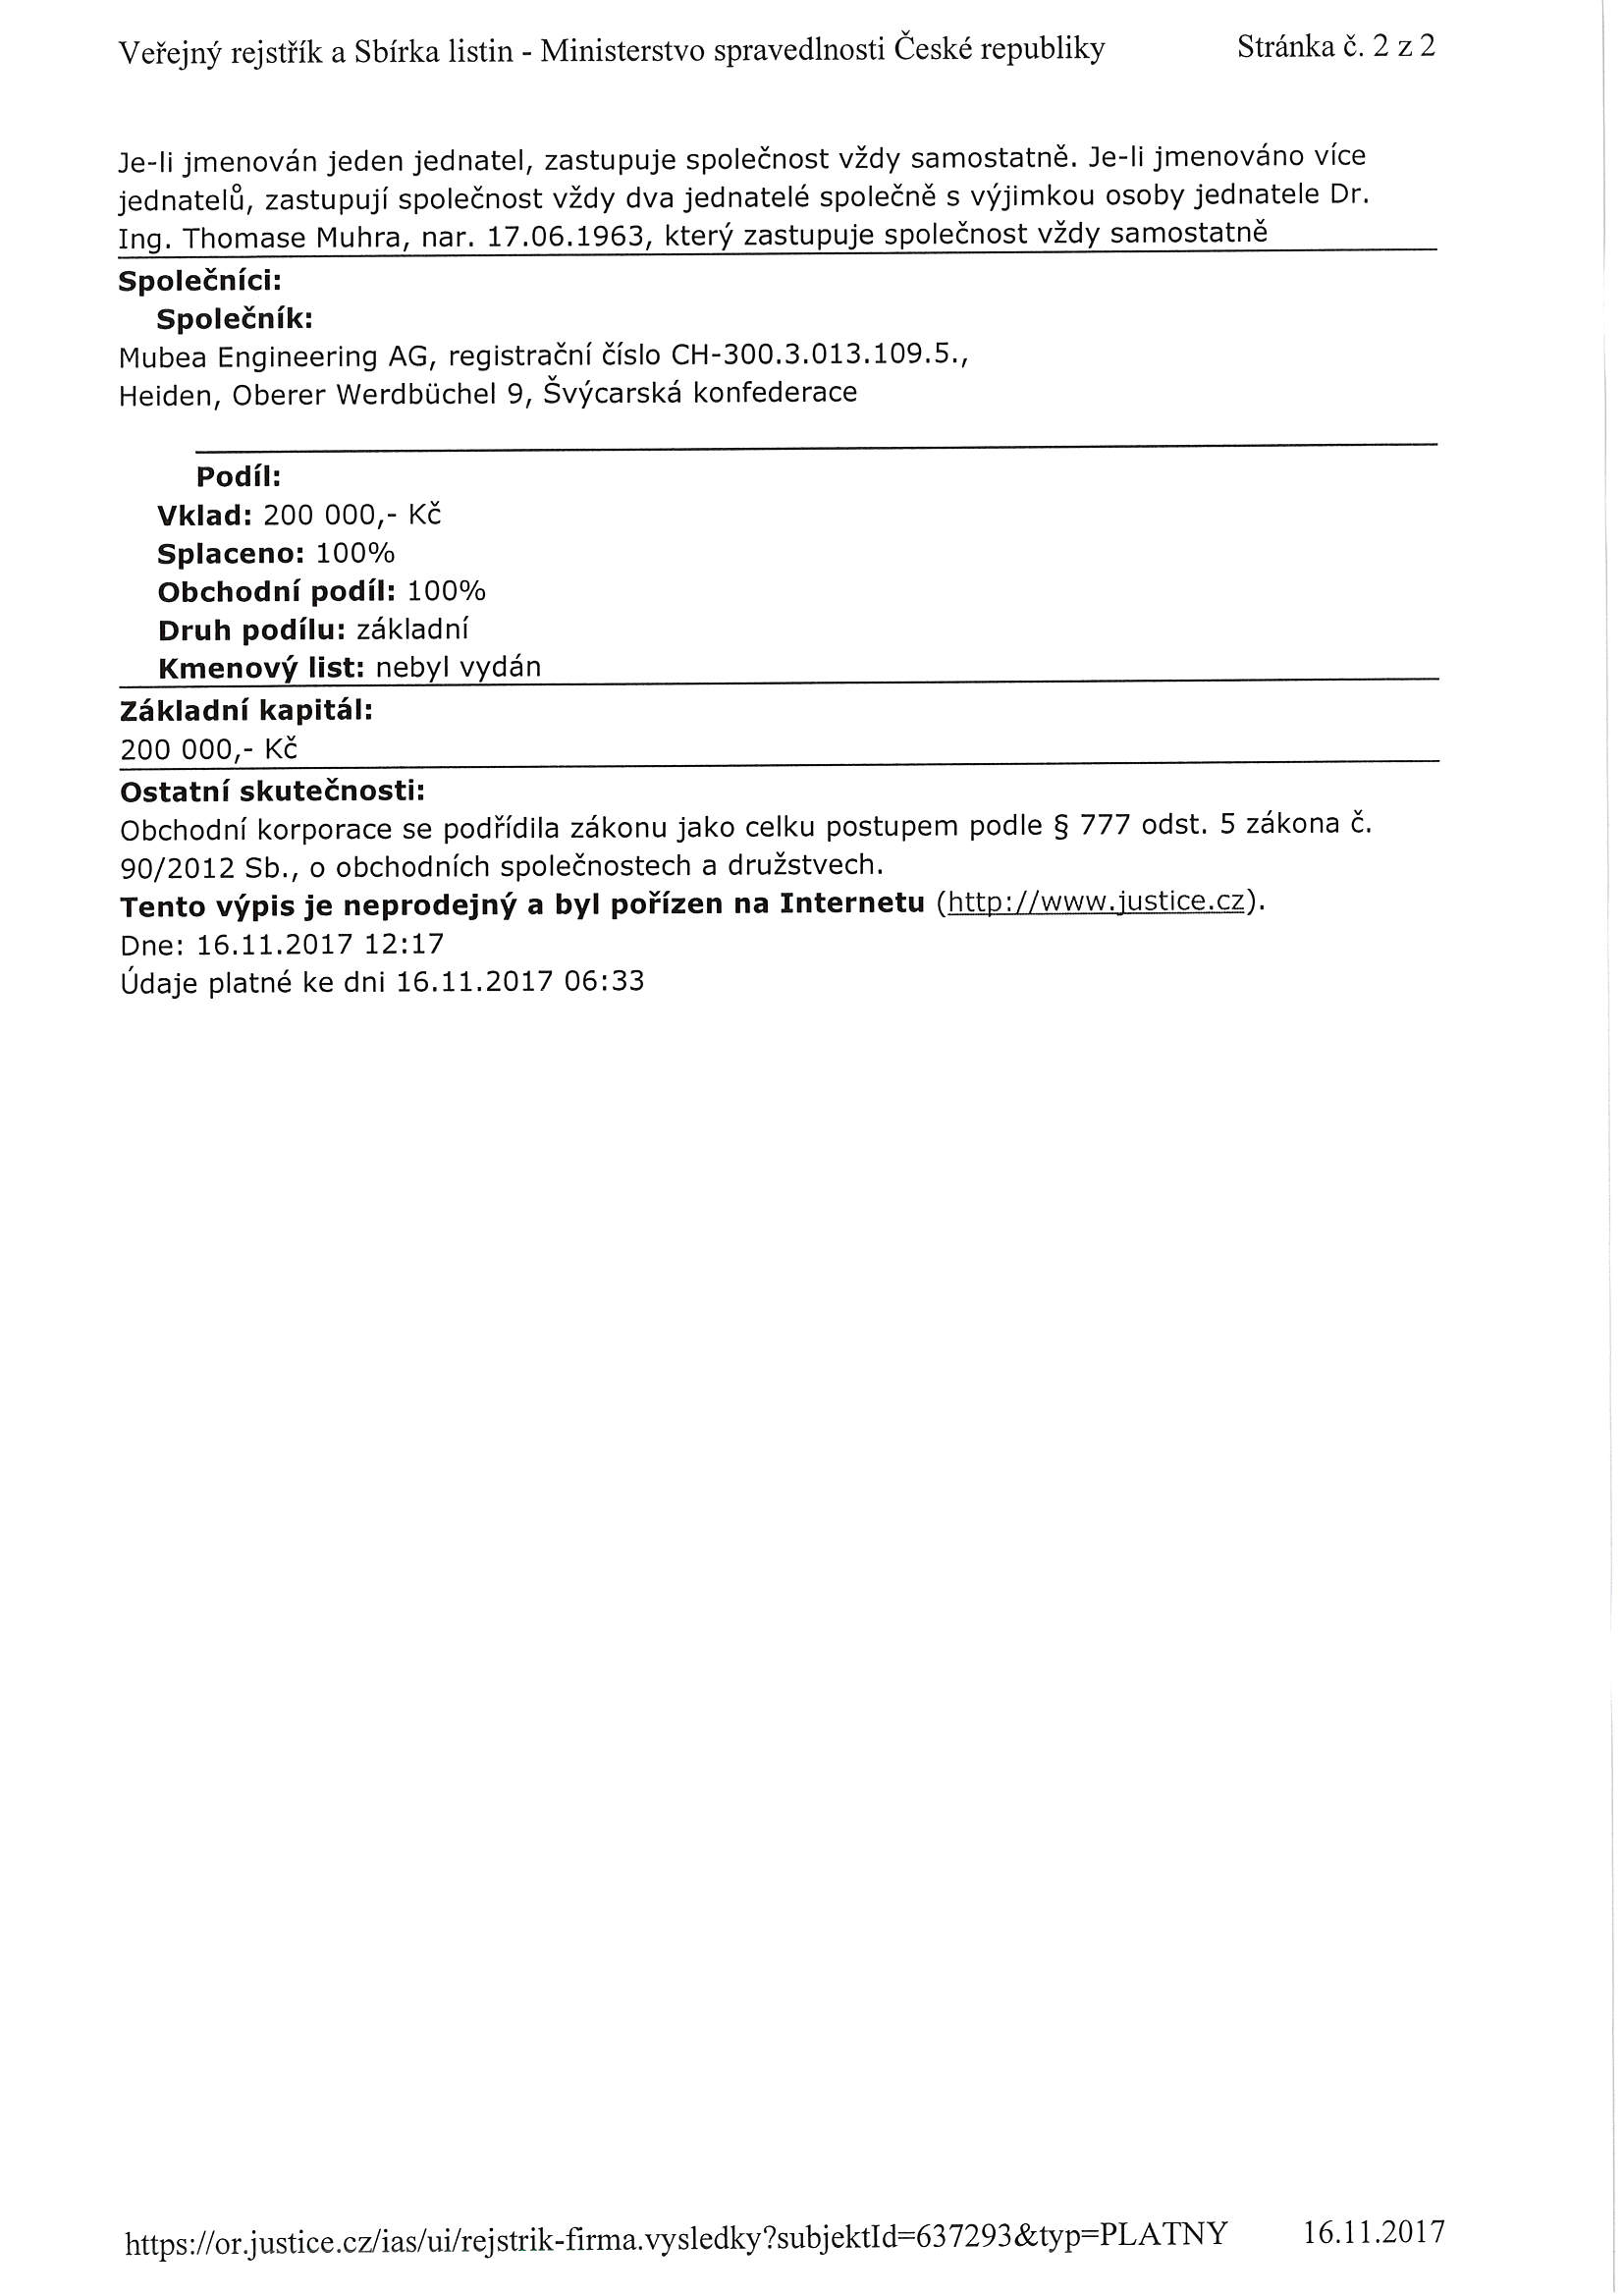 Veřejný rejstřík a Sbírka listin - Ministerstvo spravedlnosti České republiky Stránka č. 2 z 2
Je-li jmenován jeden jednatel, zastupuje společnost vždy samostatně. Je-li jmenováno více
jednatelů, zastupují společnost vždy dva jednatelé společně s výjimkou osoby jednatele Dr.
Ing. Thomase Muhra, nar. 17.06.1963, který zastupuje společnost vždy samostatně
Společníci:
Společník:
Mubea Engineering AG, registrační číslo CH-300.3.013.109.5.,
Heiden, Oberer Werdbüchel 9, Švýcarská konfederace
Podíl:
Vklad: 200 000,- Kč
Splaceno: 100%
Obchodní podíl: 100%
Druh podílu: základní
Kmenový list: nebyl vydán
Základní kapitál:
200 000,- Kč
Ostatní skutečnosti:
Obchodní korporace se podřídila zákonu jako celku postupem podle § 777 odst. 5 zákona č.
90/2012 Sb., o obchodních společnostech a družstvech.
Tento výpis je neprodejný a byl pořízen na Internetu (http://www.justice.cz).
Dne: 16.11.2017 12:17
Údaje platné ke dni 16.11.2017 06:33
https://or.justice.cz/ias/ui/rejstrik-firma.vysledky?subjektId=637293&typ=PLATNY 16.11.2017